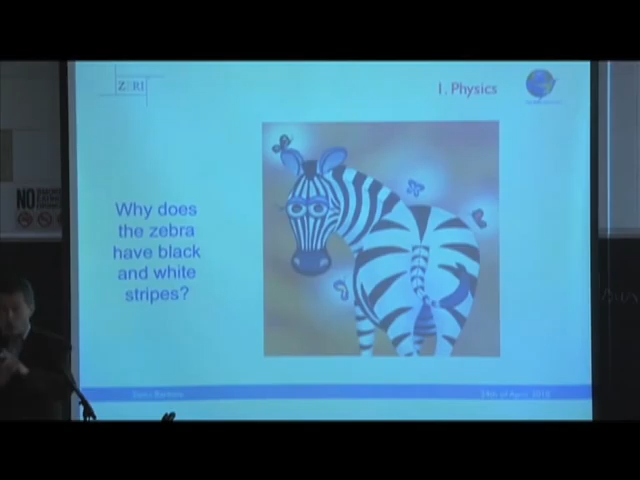 ZERI
1. Physics
Why does
the zebra
have black
and white
stripes?
NO